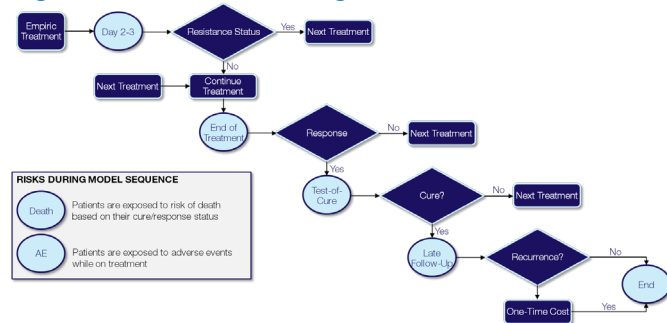 Empiric
Treatment
Day 2-3
Resistance Status
Yes
Next Treatment
No
Next Treatment
Continue
Treatment
End of
Treatment
Response
No
Next Treatment
Yes
RISKS DURING MODEL SEQUENCE
Death
Patients are exposed to risk of death
based on their cure/response status
AE
Patients are exposed to adverse events
while on treatment
Test-of-
Cure
Cure?
No
Next Treatment
Yes
Late
Follow-Up
Recurrence?
No
End
Yes
One-Time Cost